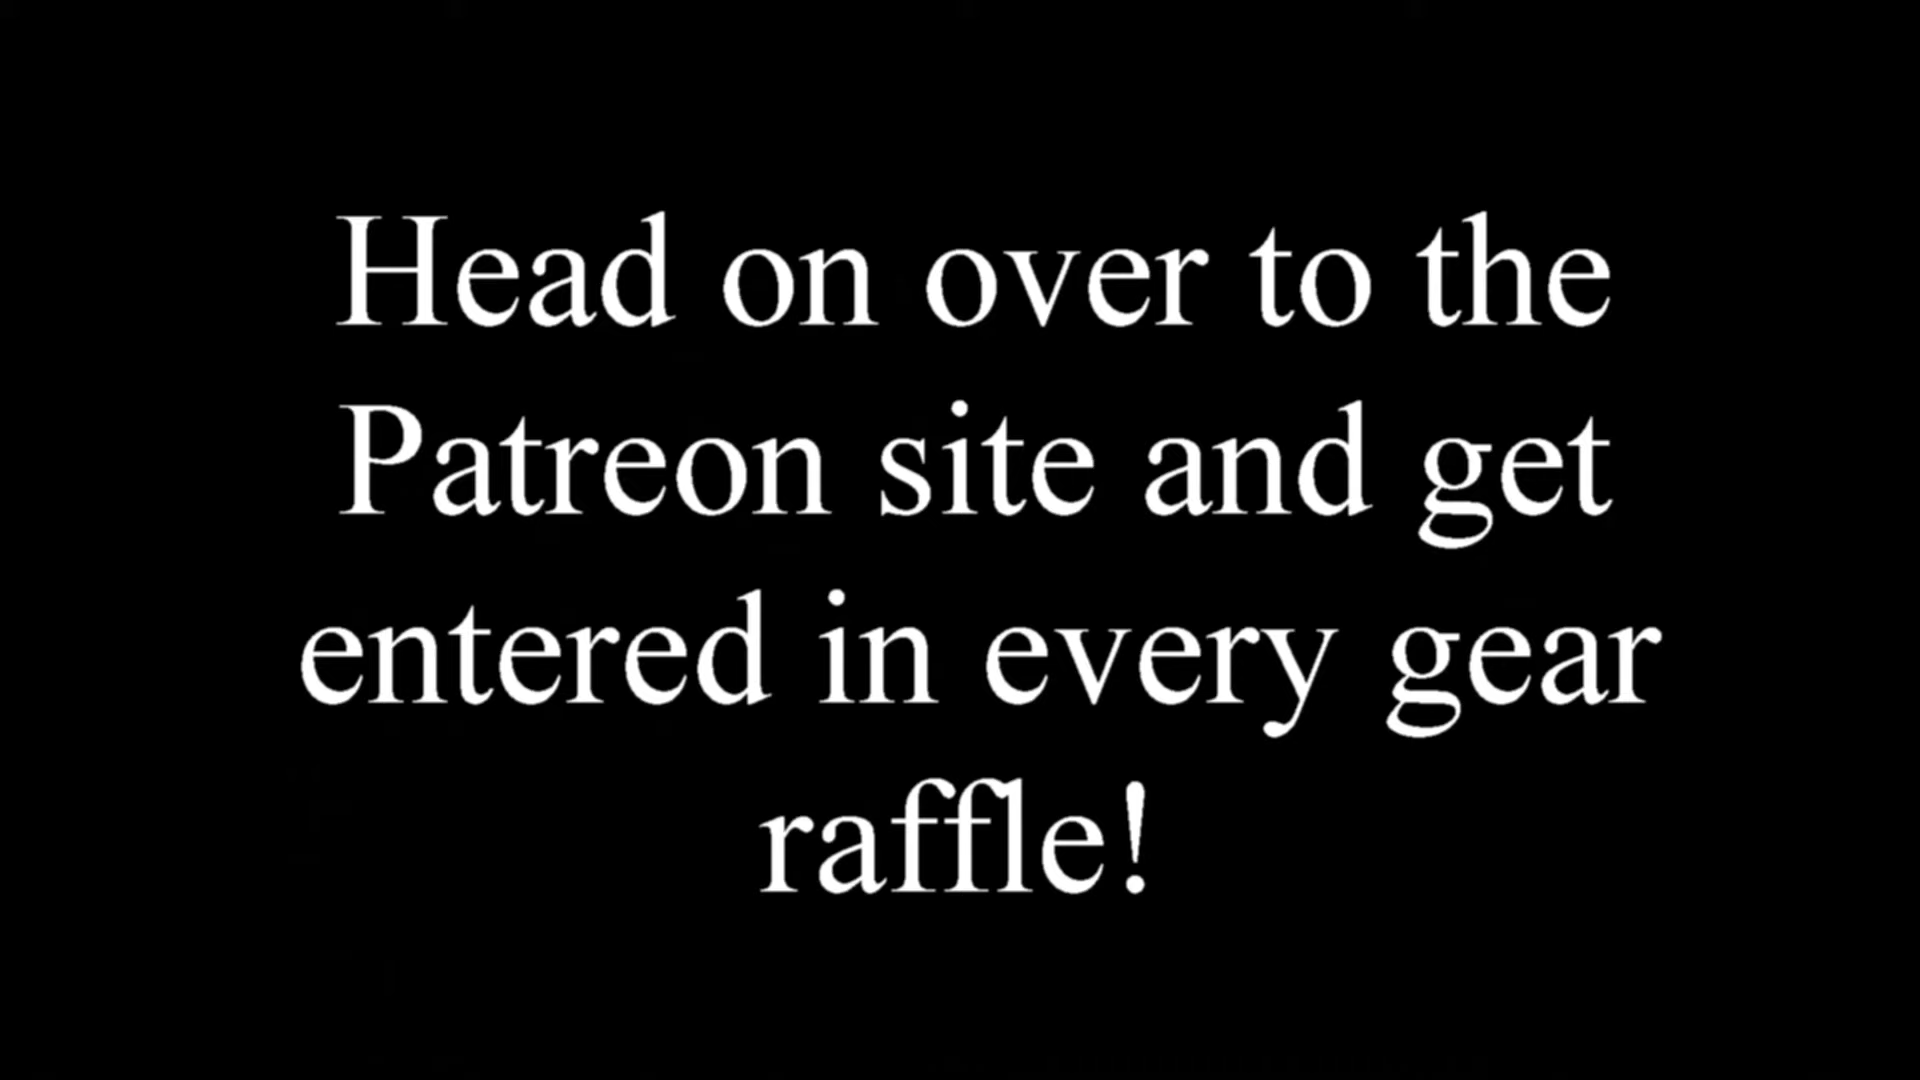 Head on over to the
Patreon site and get
entered in every gear
raffle!